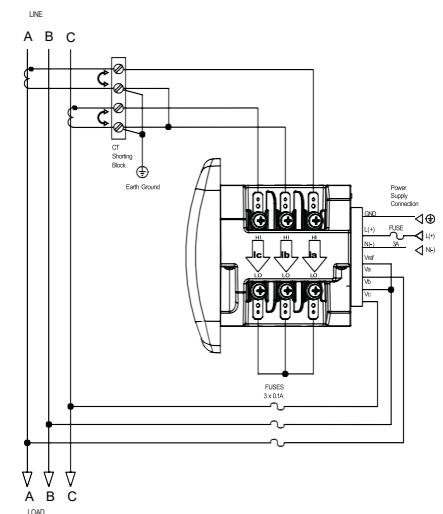 LINE
A B C
CT
Shorting
Block
Earth Ground
Power
Supply
Connection
GND
L(+) FUSE L(+)
N(-) 3A N(-)
Vref
Va
Vb
Vc
HI HI HI
Ic Ib Ia
LO LO LO
FUSES
3 x 0.1A
A B C
LOAD